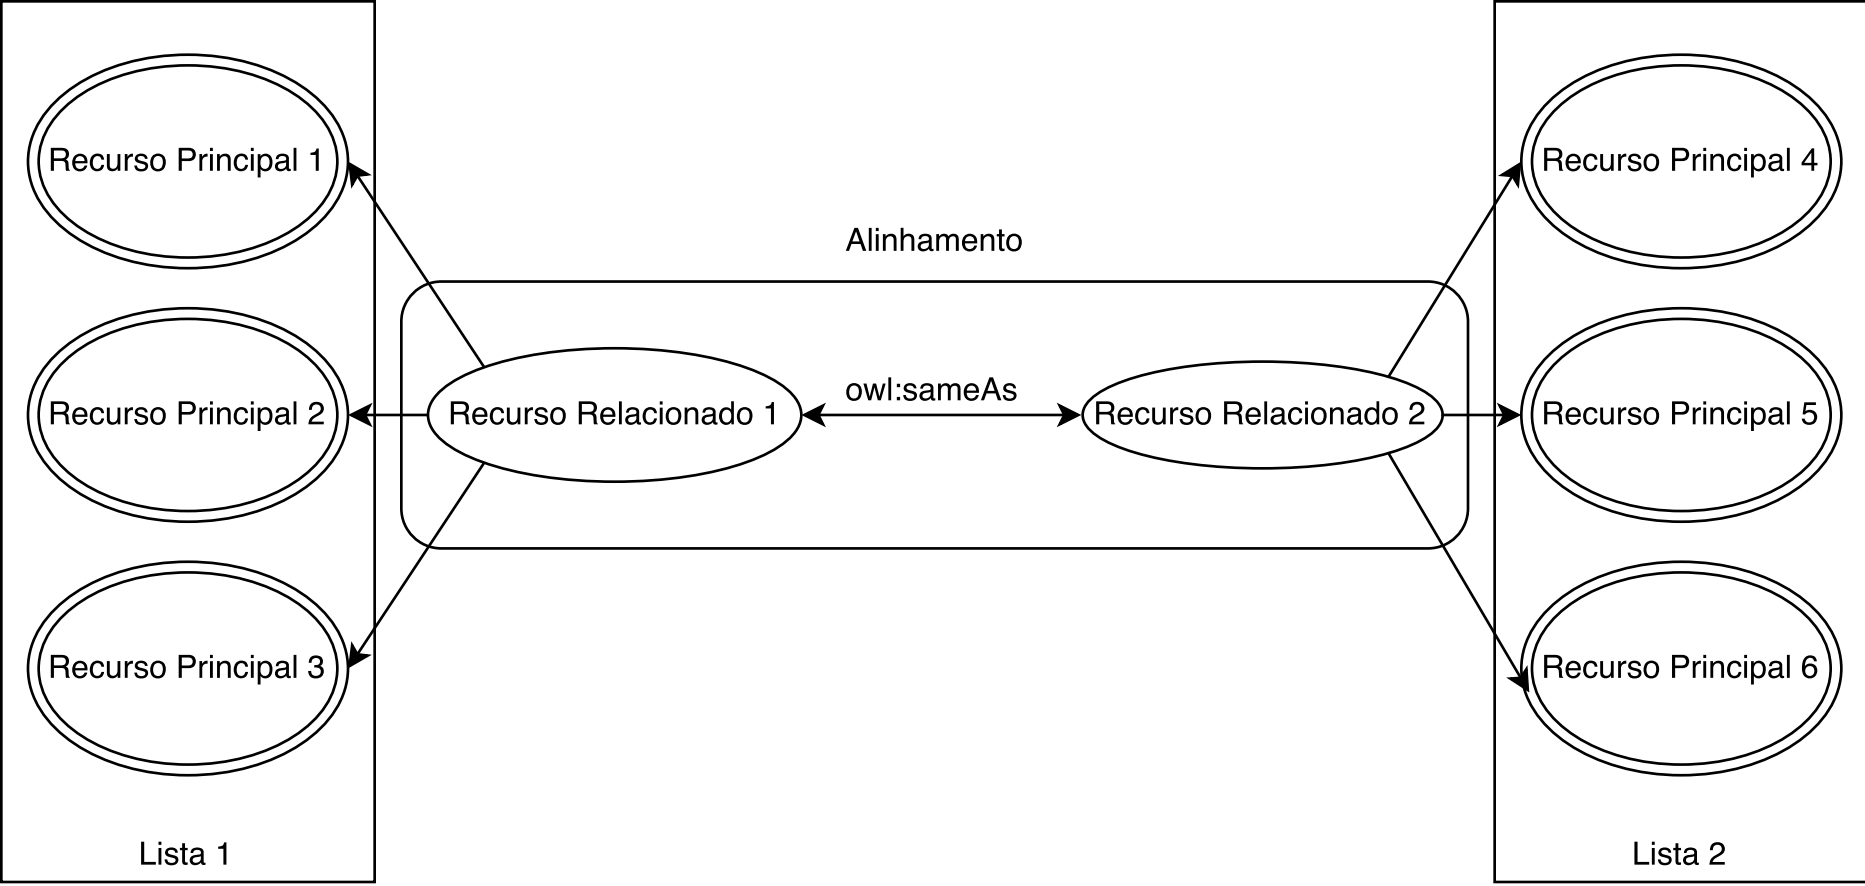 Recurso Principal 1
Recurso Principal 4
Alinhamento
Recurso Principal 2
Recurso Relacionado 1
owl:sameAs
Recurso Relacionado 2
Recurso Principal 5
Recurso Principal 3
Recurso Principal 6
Lista 1
Lista 2